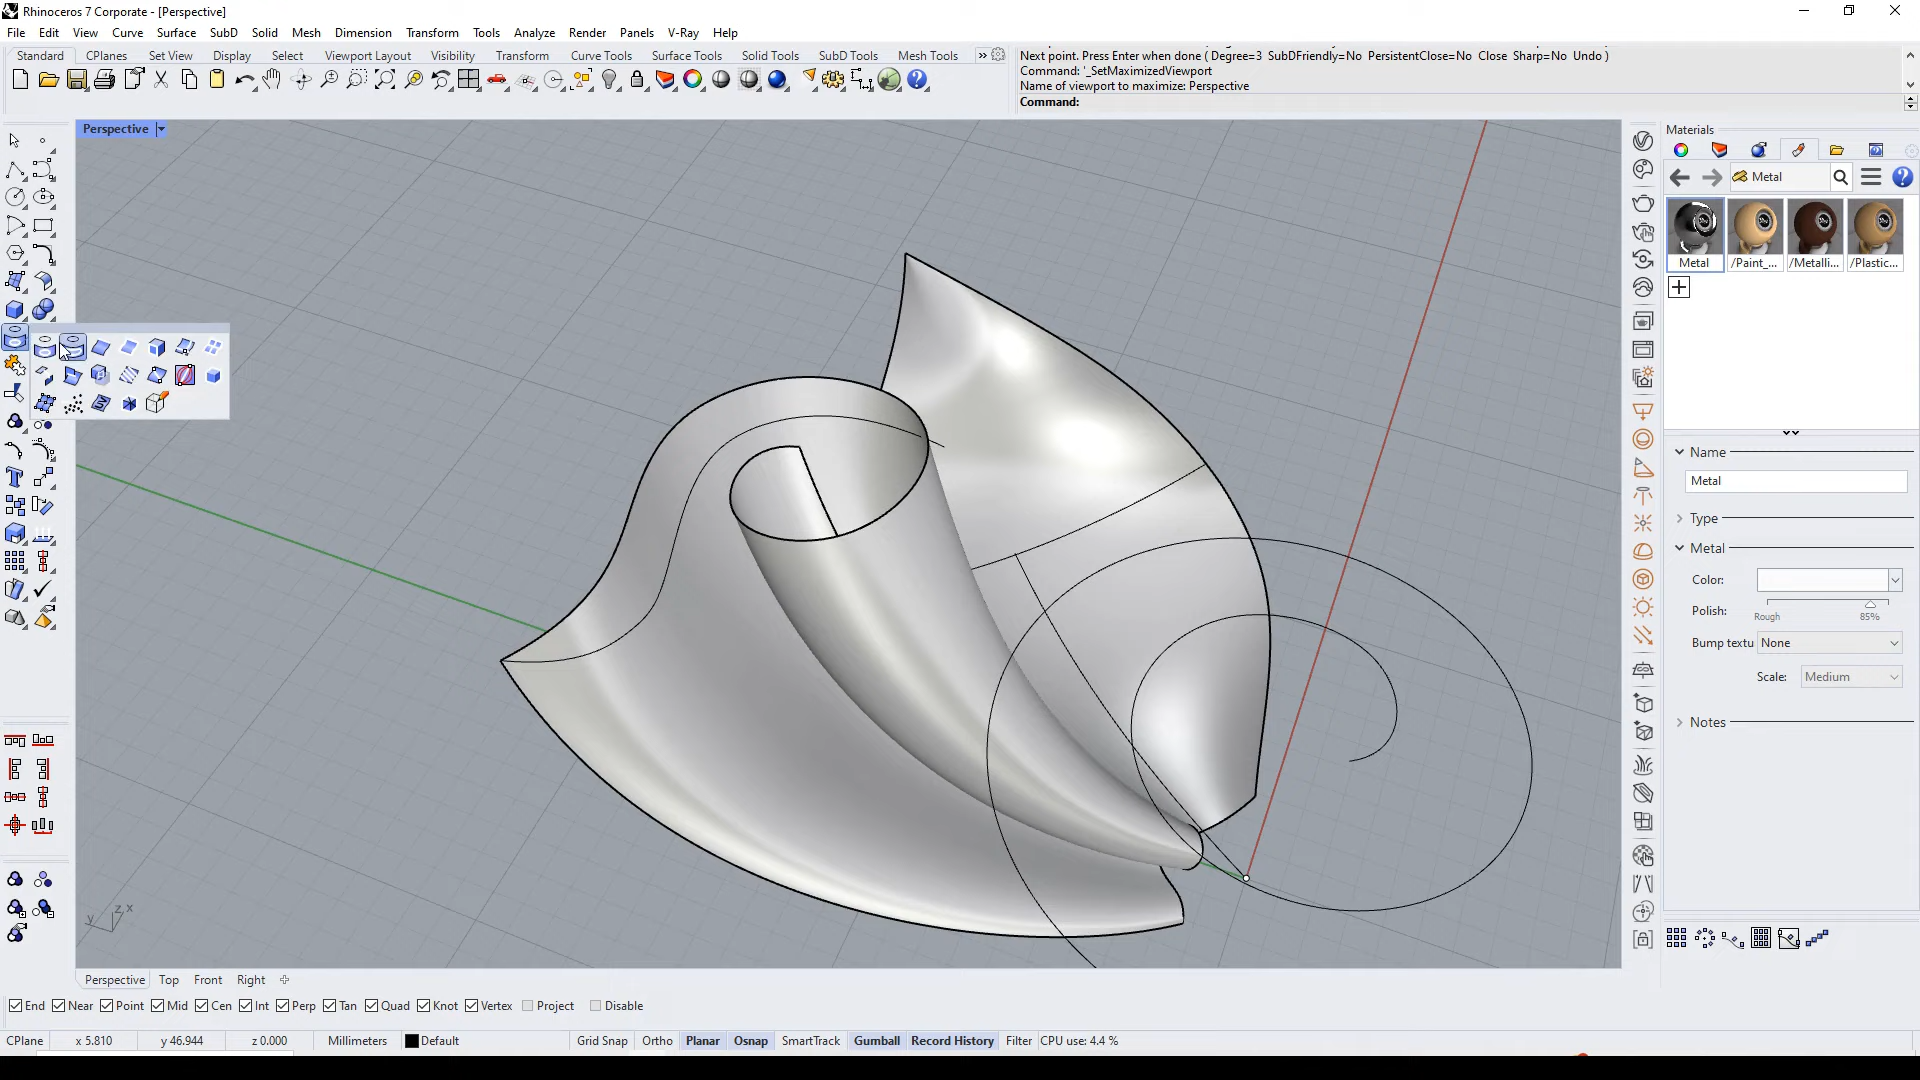 Rhinoceros 7 Corporate - [Perspective]
File Edit View Curve Surface SubD Solid Mesh Dimension Transform Tools Analyze Render Panels V-Ray Help
Standard CPlanes Set View Display Select Viewport Layout Visibility Transform Curve Tools Surface Tools Solid Tools SubD Tools Mesh Tools »
Next point. Press Enter when done ( Degree=3 SubDFriendly=No PersistentClose=No Close Sharp=No Undo )
Command: '_SetMaximizedViewport
Name of viewport to maximize: Perspective
Command:
Perspective
Materials
Metal
Metal /Paint_... /Metalli... /Plastic...
Name
Metal
Type
Metal
Color:
Polish:
Rough 85%
Bump textu None
Scale: Medium
Notes
y z x
Perspective Top Front Right
End Near Point Mid Cen Int Perp Tan Quad Knot Vertex Project Disable
CPlane x 5.810 y 46.944 z 0.000 Millimeters Default Grid Snap Ortho Planar Osnap SmartTrack Gumball Record History Filter CPU use: 4.4 %